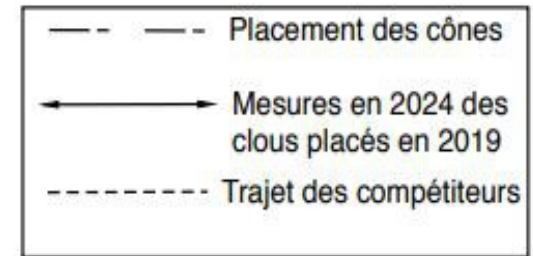 Placement des cônes
Mesures en 2024 des
clous placés en 2019
Trajet des compétiteurs